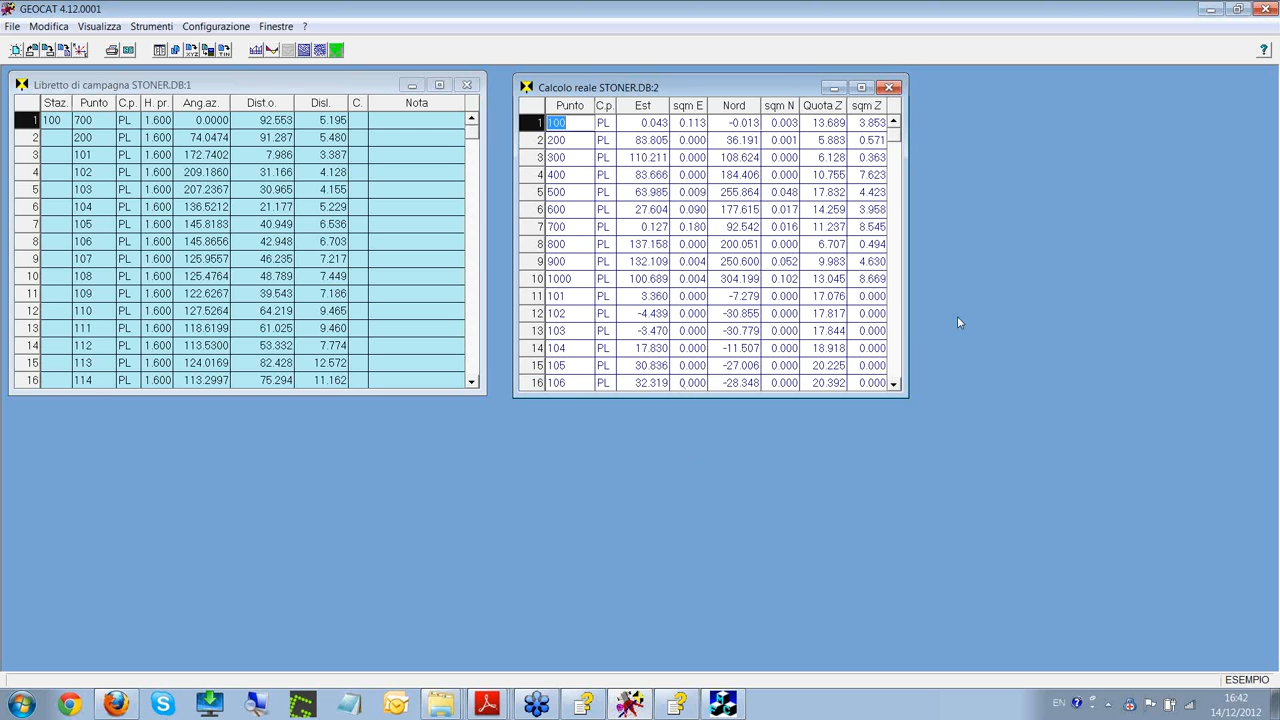 GEOCAT 4.12.0001
File Modifica Visualizza Strumenti Configurazione Finestre ?
Libretto di campagna STONER.DB:1
Staz. Punto C.p. H. pr. Ang.az. Dist.o. Disl. C. Nota
1 100 700 PL 1.600 0.0000 92.553 5.195
2 200 PL 1.600 74.0474 91.287 5.480
3 101 PL 1.600 172.7402 7.986 3.387
4 102 PL 1.600 209.1860 31.166 4.128
5 103 PL 1.600 207.2367 30.965 4.155
6 104 PL 1.600 136.5212 21.177 5.229
7 105 PL 1.600 145.8183 40.949 6.536
8 106 PL 1.600 145.8656 42.948 6.703
9 107 PL 1.600 125.9557 46.235 7.217
10 108 PL 1.600 125.4764 48.789 7.449
11 109 PL 1.600 122.6267 39.543 7.186
12 110 PL 1.600 127.5264 64.219 9.465
13 111 PL 1.600 118.6199 61.025 9.460
14 112 PL 1.600 113.5300 53.332 7.774
15 113 PL 1.600 124.0169 82.428 12.572
16 114 PL 1.600 113.2997 75.294 11.162
Calcolo reale STONER.DB:2
Punto C.p. Est sqm E Nord sqm N Quota Z sqm Z
1 100 PL 0.043 0.113 -0.013 0.003 13.689 3.853
2 200 PL 83.805 0.000 36.191 0.001 5.883 0.571
3 300 PL 110.211 0.000 108.624 0.000 6.128 0.363
4 400 PL 83.666 0.000 184.406 0.000 10.755 7.623
5 500 PL 63.985 0.009 255.864 0.048 17.832 4.423
6 600 PL 27.604 0.090 177.615 0.017 14.259 3.958
7 700 PL 0.127 0.180 92.542 0.016 11.237 8.545
8 800 PL 137.158 0.000 200.051 0.000 6.707 0.494
9 900 PL 132.109 0.004 250.600 0.052 9.983 4.630
10 1000 PL 100.689 0.004 304.199 0.102 13.045 8.669
11 101 PL 3.360 0.000 -7.279 0.000 17.076 0.000
12 102 PL -4.439 0.000 -30.855 0.000 17.817 0.000
13 103 PL -3.470 0.000 -30.779 0.000 17.844 0.000
14 104 PL 17.830 0.000 -11.507 0.000 18.918 0.000
15 105 PL 30.836 0.000 -27.006 0.000 20.225 0.000
16 106 PL 32.319 0.000 -28.348 0.000 20.392 0.000
ESEMPIO
EN
16:42
14/12/2012